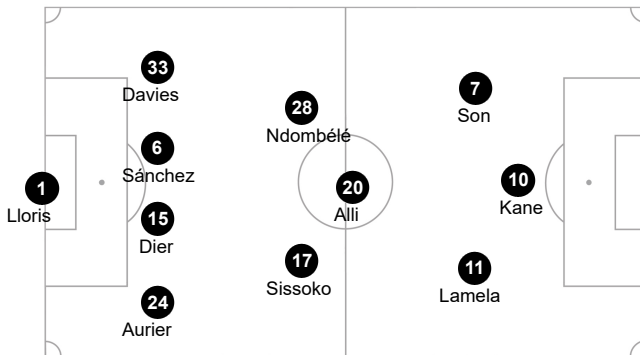 33
Davies
7
Son
28
Ndombélé
6
Sánchez
10
Kane
20
Alli
1
Lloris
15
Dier
17
Sissoko
11
Lamela
24
Aurier